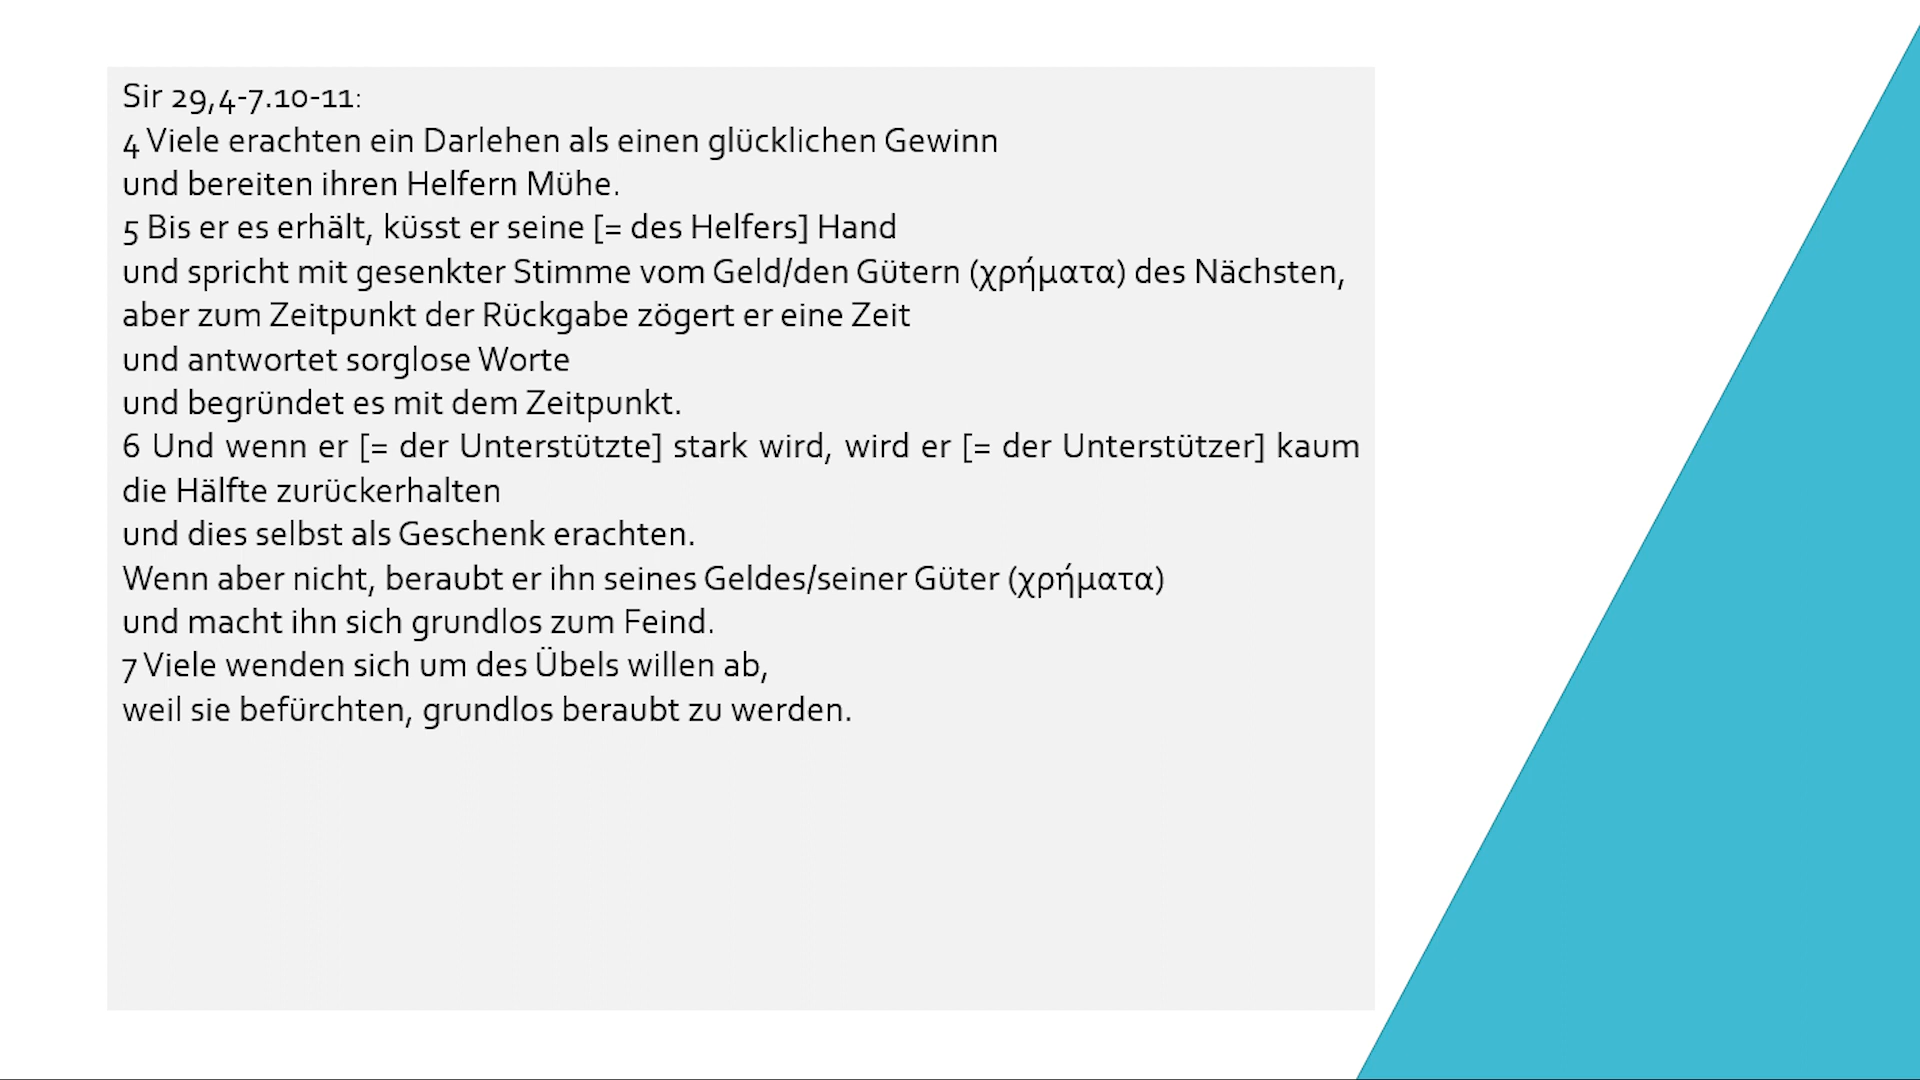 Sir 29,4-7.10-11:
4 Viele erachten ein Darlehen als einen glücklichen Gewinn
und bereiten ihren Helfern Mühe.
5 Bis er es erhält, küsst er seine [= des Helfers] Hand
und spricht mit gesenkter Stimme vom Geld/den Gütern (χρήματα) des Nächsten,
aber zum Zeitpunkt der Rückgabe zögert er eine Zeit
und antwortet sorglose Worte
und begründet es mit dem Zeitpunkt.
6 Und wenn er [= der Unterstützte] stark wird, wird er [= der Unterstützer] kaum
die Hälfte zurückerhalten
und dies selbst als Geschenk erachten.
Wenn aber nicht, beraubt er ihn seines Geldes/seiner Güter (χρήματα)
und macht ihn sich grundlos zum Feind.
7 Viele wenden sich um des Übels willen ab,
weil sie befürchten, grundlos beraubt zu werden.